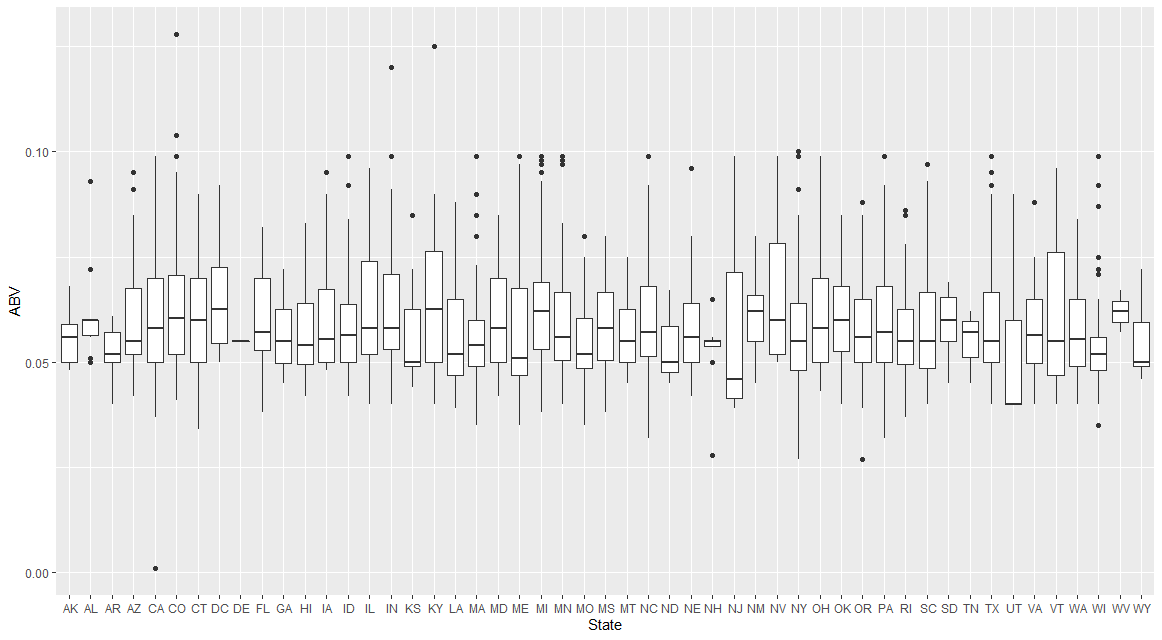 ABV
0.10
0.05
0.00
AK AL AR AZ CA CO CT DC DE FL GA HI IA ID IL IN KS KY LA MA MD ME MI MN MO MS MT NC ND NE NH NJ NM NV NY OH OK OR PA RI SC SD TN TX UT VA VT WA WI WV WY
State